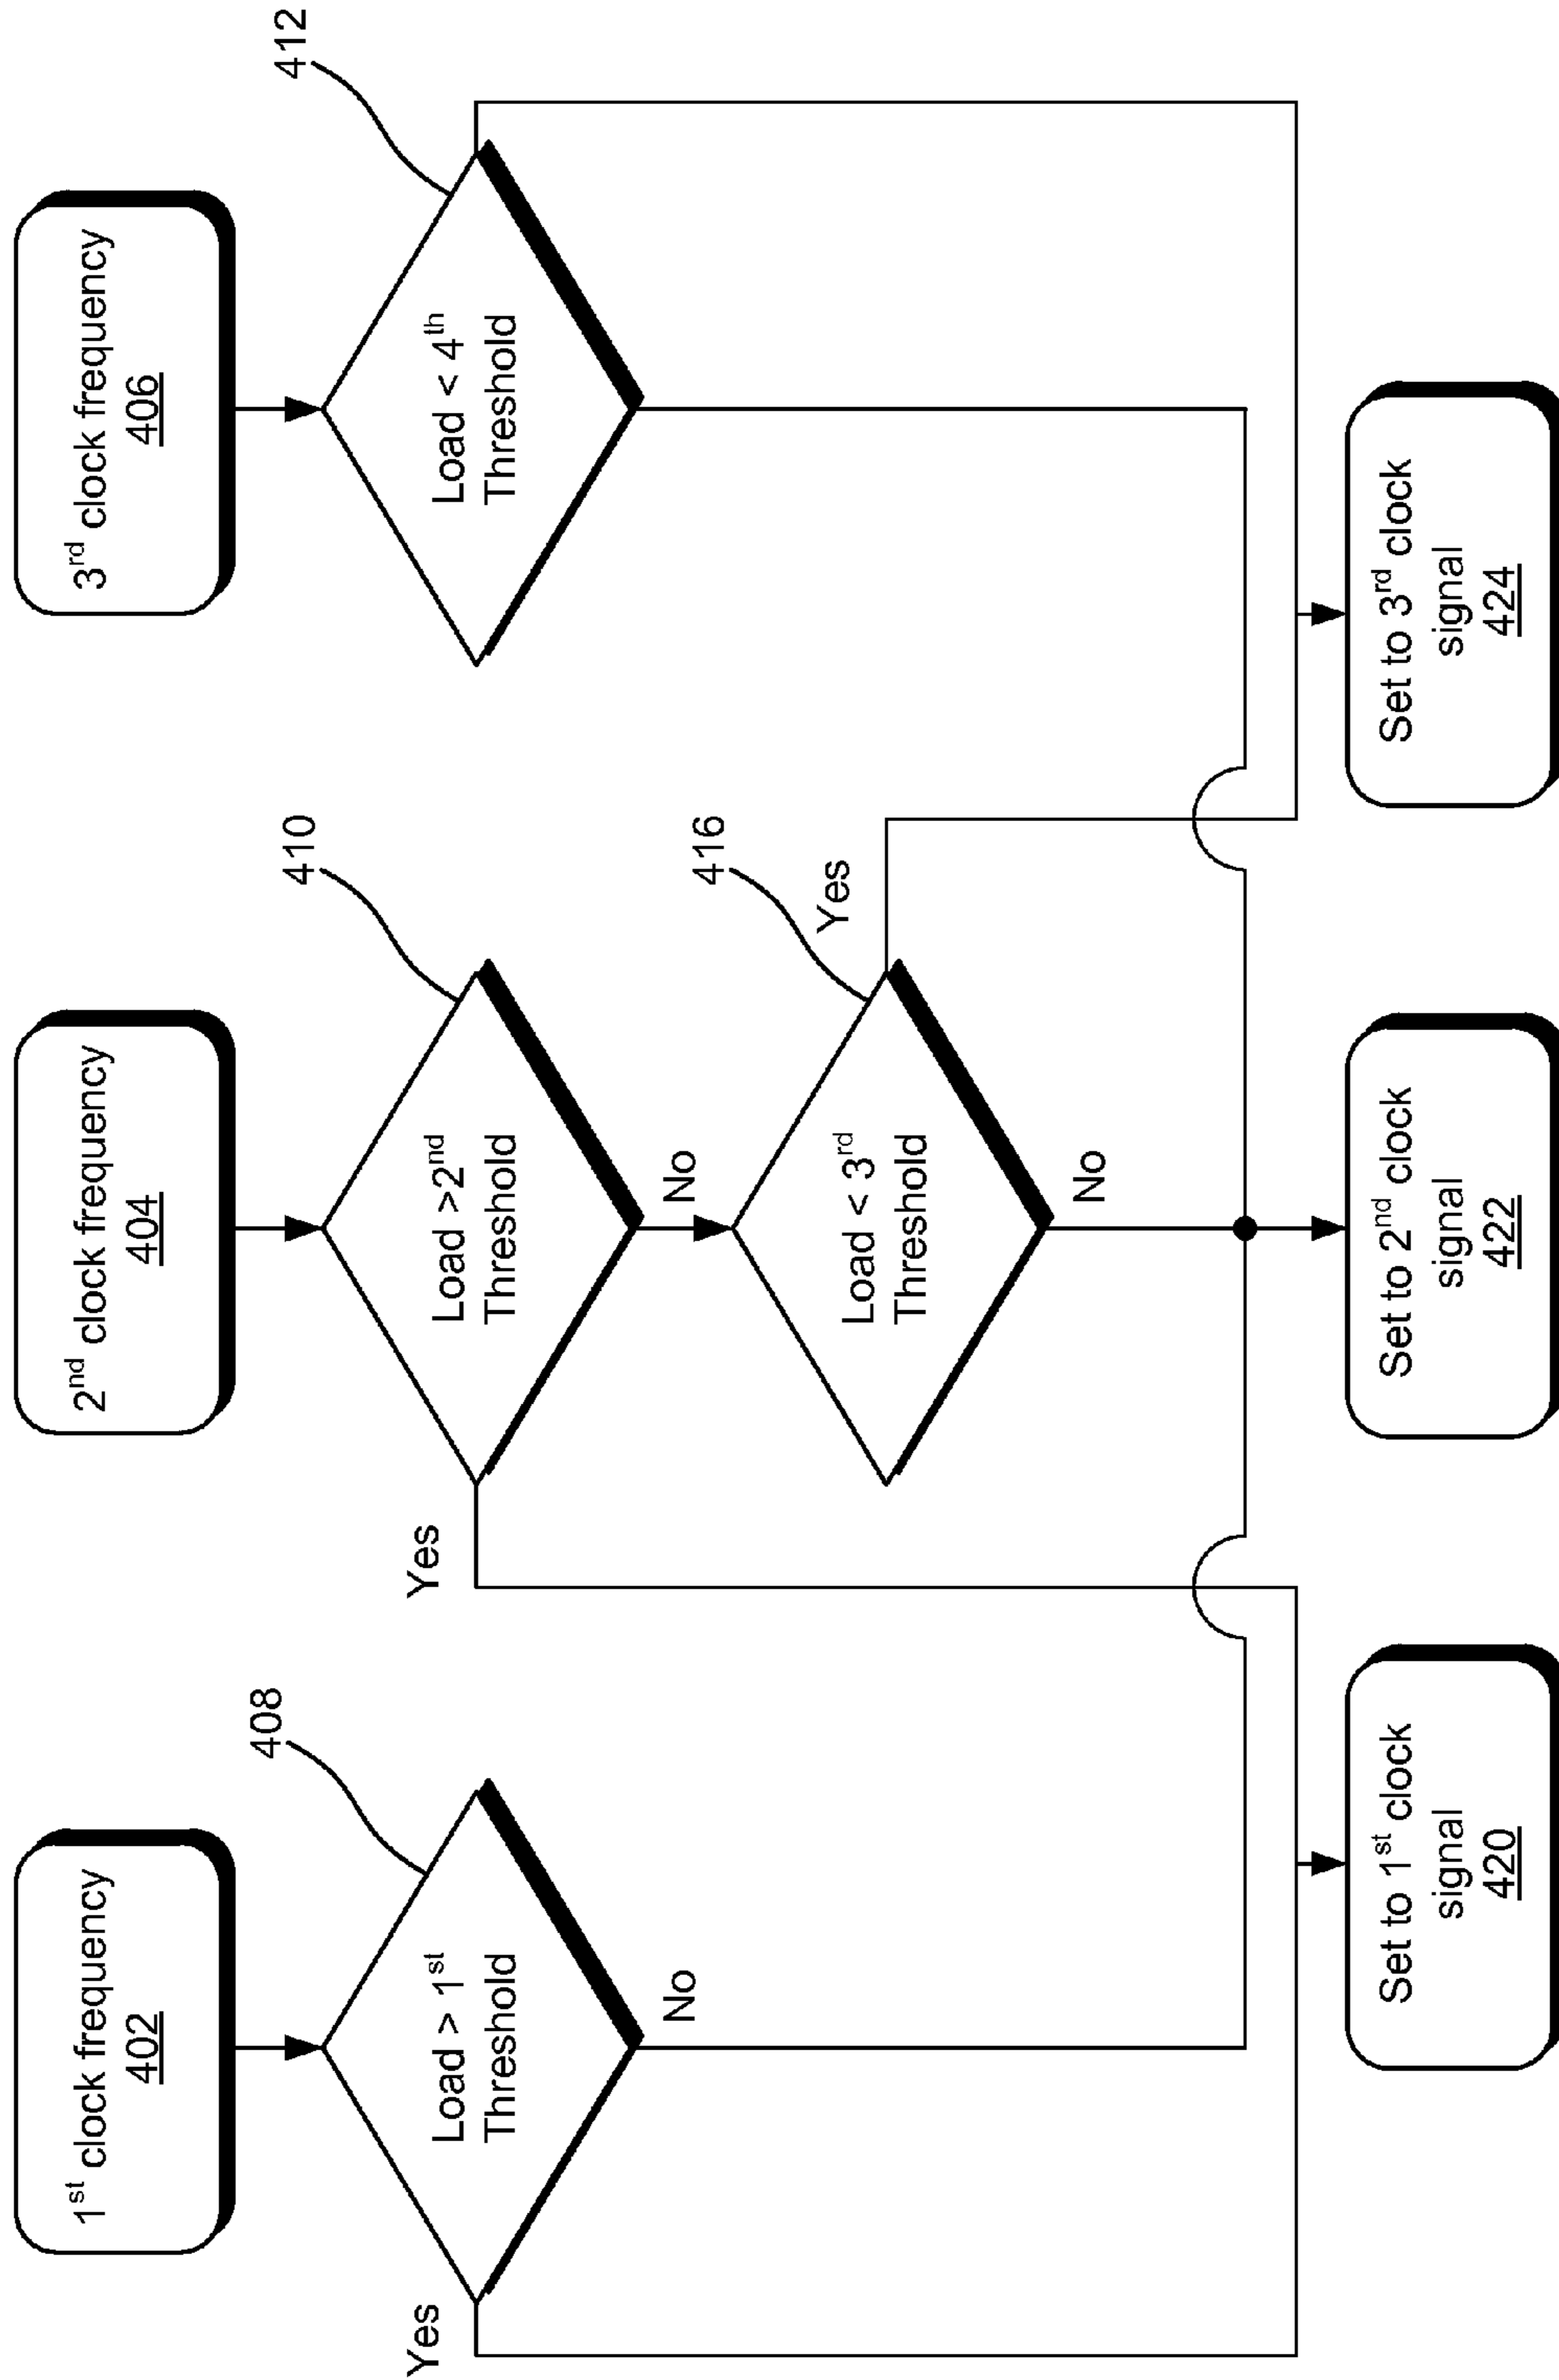 1st clock frequency
402
2nd clock frequency
404
3rd clock frequency
406
408
Load > 1st
Threshold
Yes
No
410
Load >2nd
Threshold
Yes
No
412
Load < 4th
Threshold
416
Load < 3rd
Threshold
Yes
No
Set to 1st clock
signal
420
Set to 2nd clock
signal
422
Set to 3rd clock
signal
424